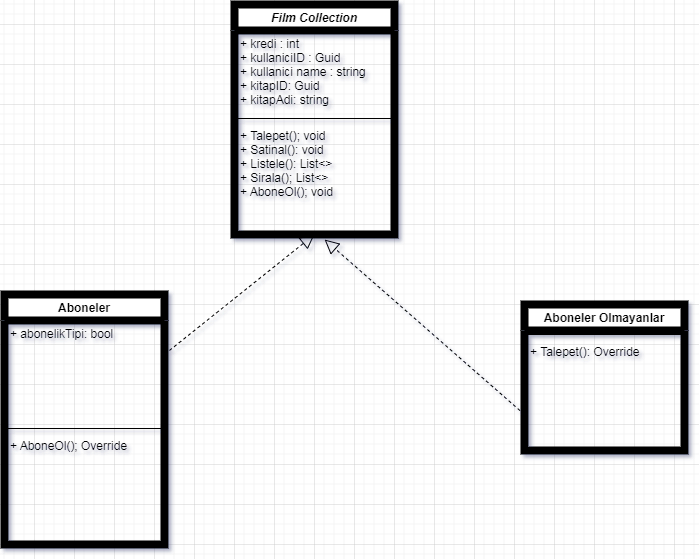 Film Collection
+ kredi : int
+ kullaniciID : Guid
+ kullanici name : string
+ kitapID: Guid
+ kitapAdi: string
+ Talepet(); void
+ Satinal(): void
+ Listele(): List<>
+ Sirala(); List<>
+ AboneOl(); void
Aboneler
+ abonelikTipi: bool
+ AboneOl(); Override
Aboneler Olmayanlar
+ Talepet(): Override